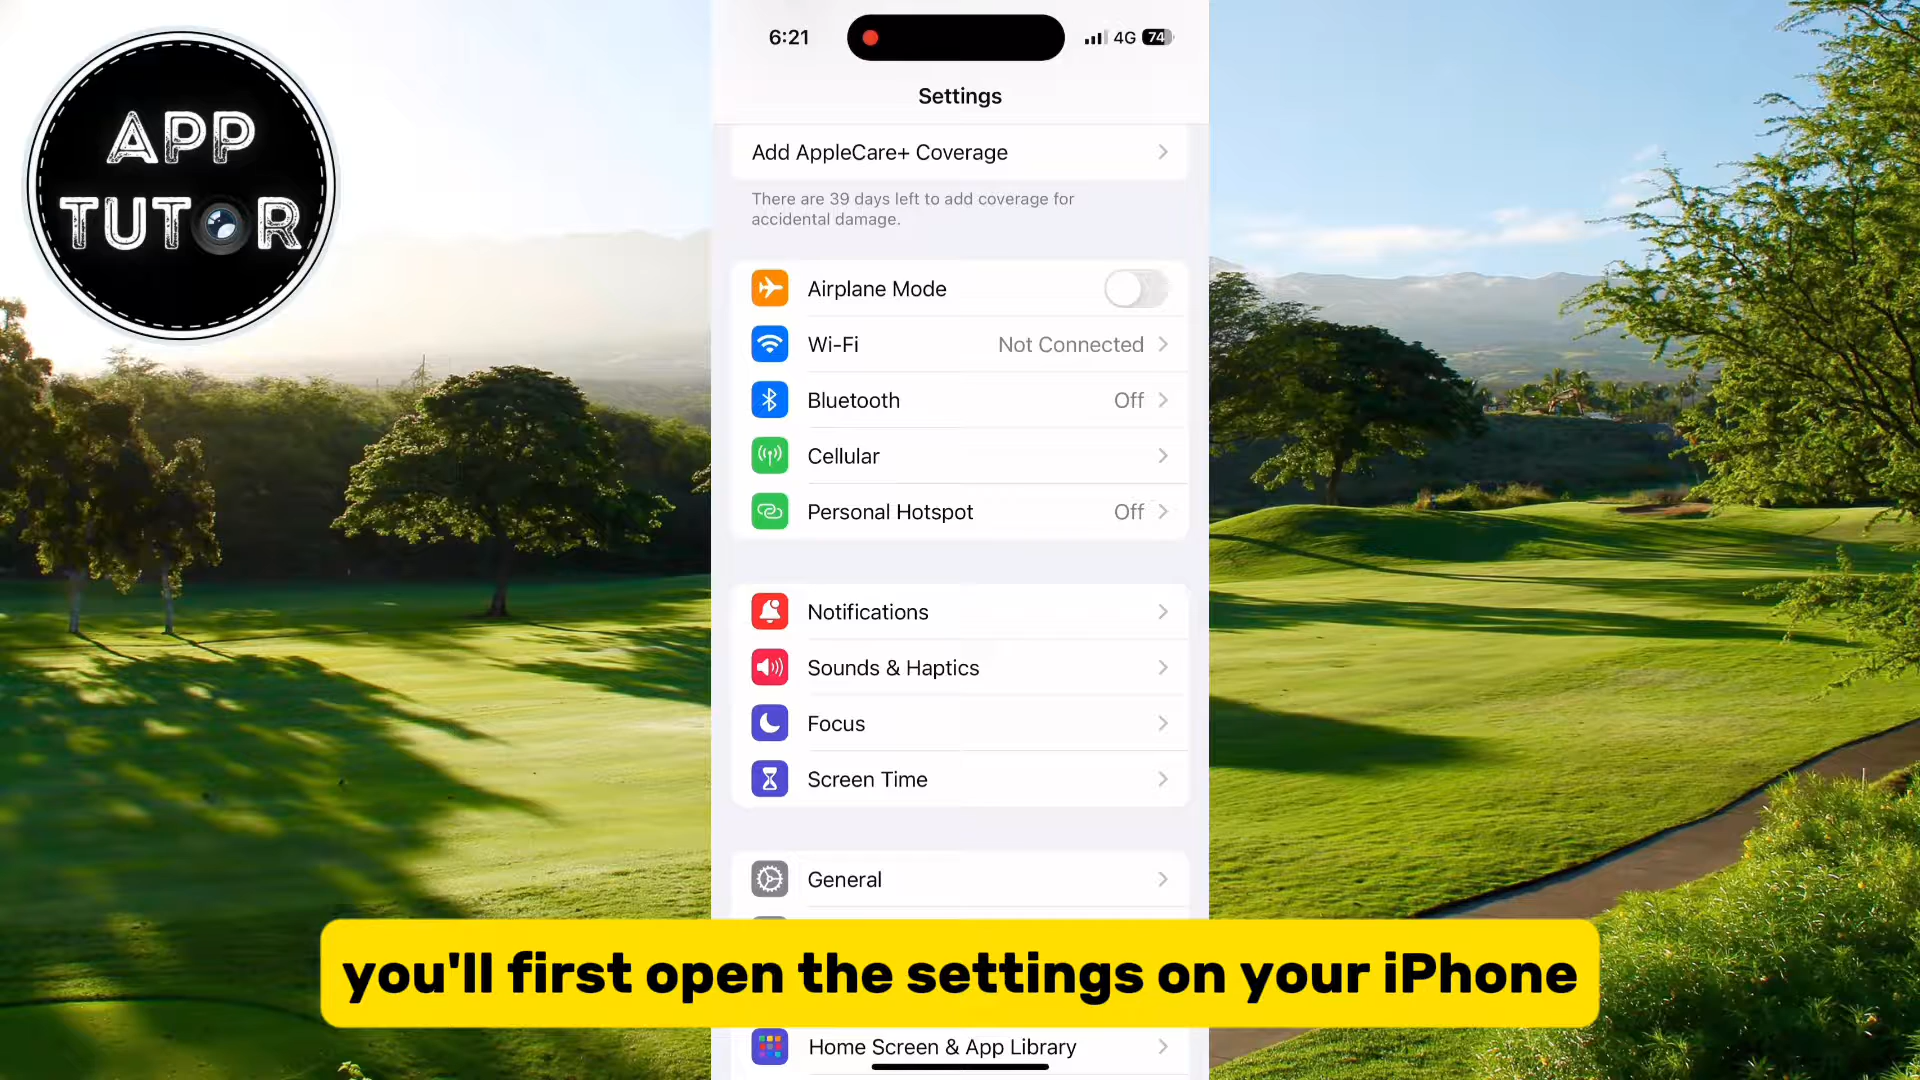 APP
TUTOR
6:21
4G 74
Settings
Add AppleCare+ Coverage
There are 39 days left to add coverage for
accidental damage.
Airplane Mode
Wi-Fi Not Connected
Bluetooth Off
Cellular
Personal Hotspot Off
Notifications
Sounds & Haptics
Focus
Screen Time
General
you'll first open the settings on your iPhone
Home Screen & App Library